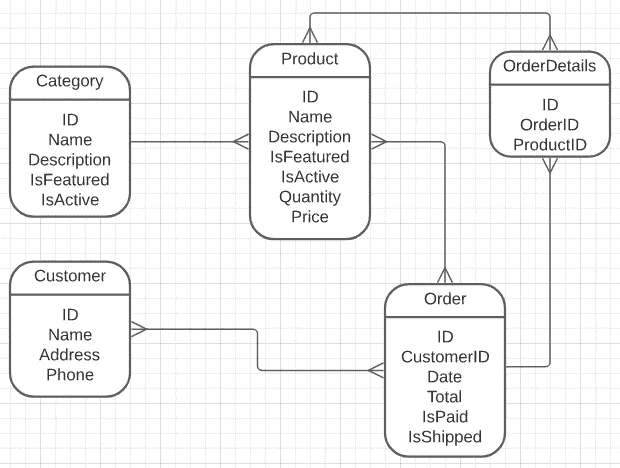 Category
ID
Name
Description
IsFeatured
IsActive
Product
ID
Name
Description
IsFeatured
IsActive
Quantity
Price
OrderDetails
ID
OrderID
ProductID
Customer
ID
Name
Address
Phone
Order
ID
CustomerID
Date
Total
IsPaid
IsShipped